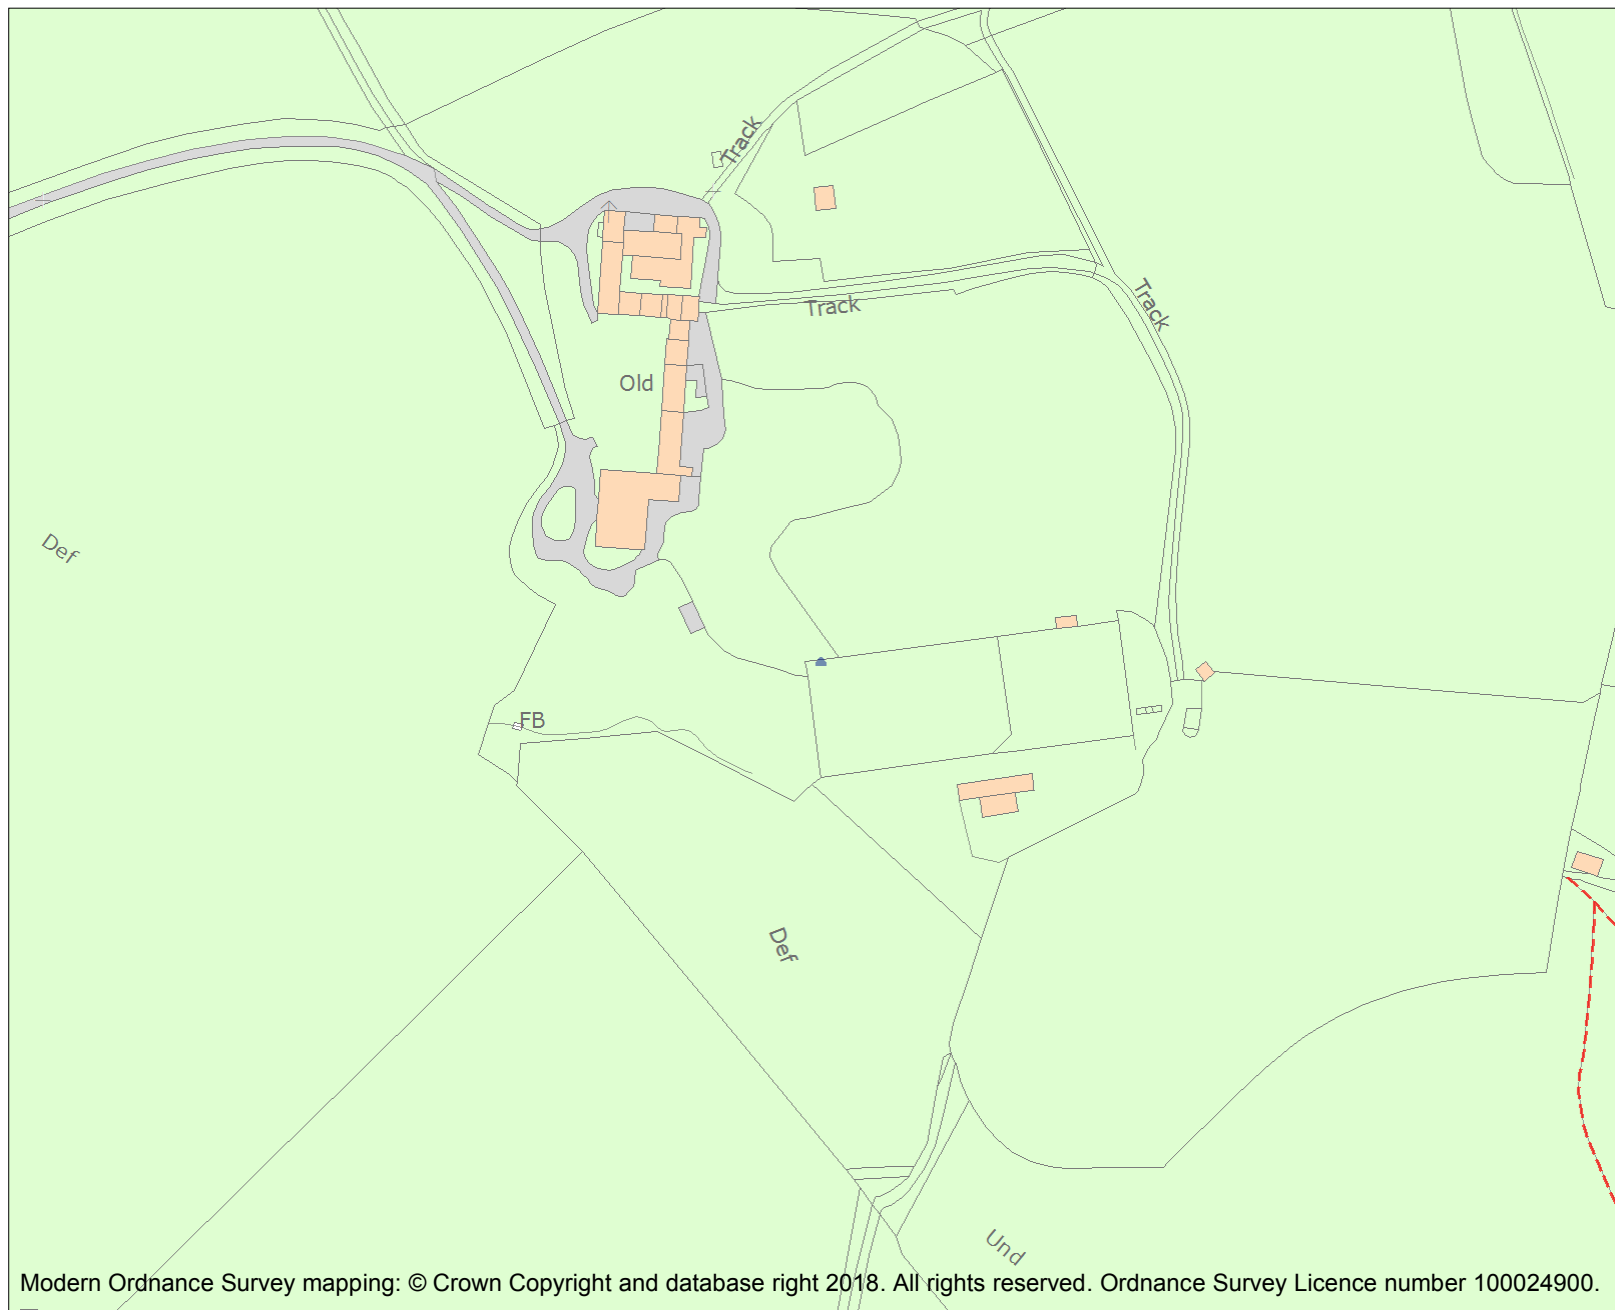 Track
Track
Track
Old
Def
FB
Def
Und
Modern Ordnance Survey mapping: © Crown Copyright and database right 2018. All rights reserved. Ordnance Survey Licence number 100024900.